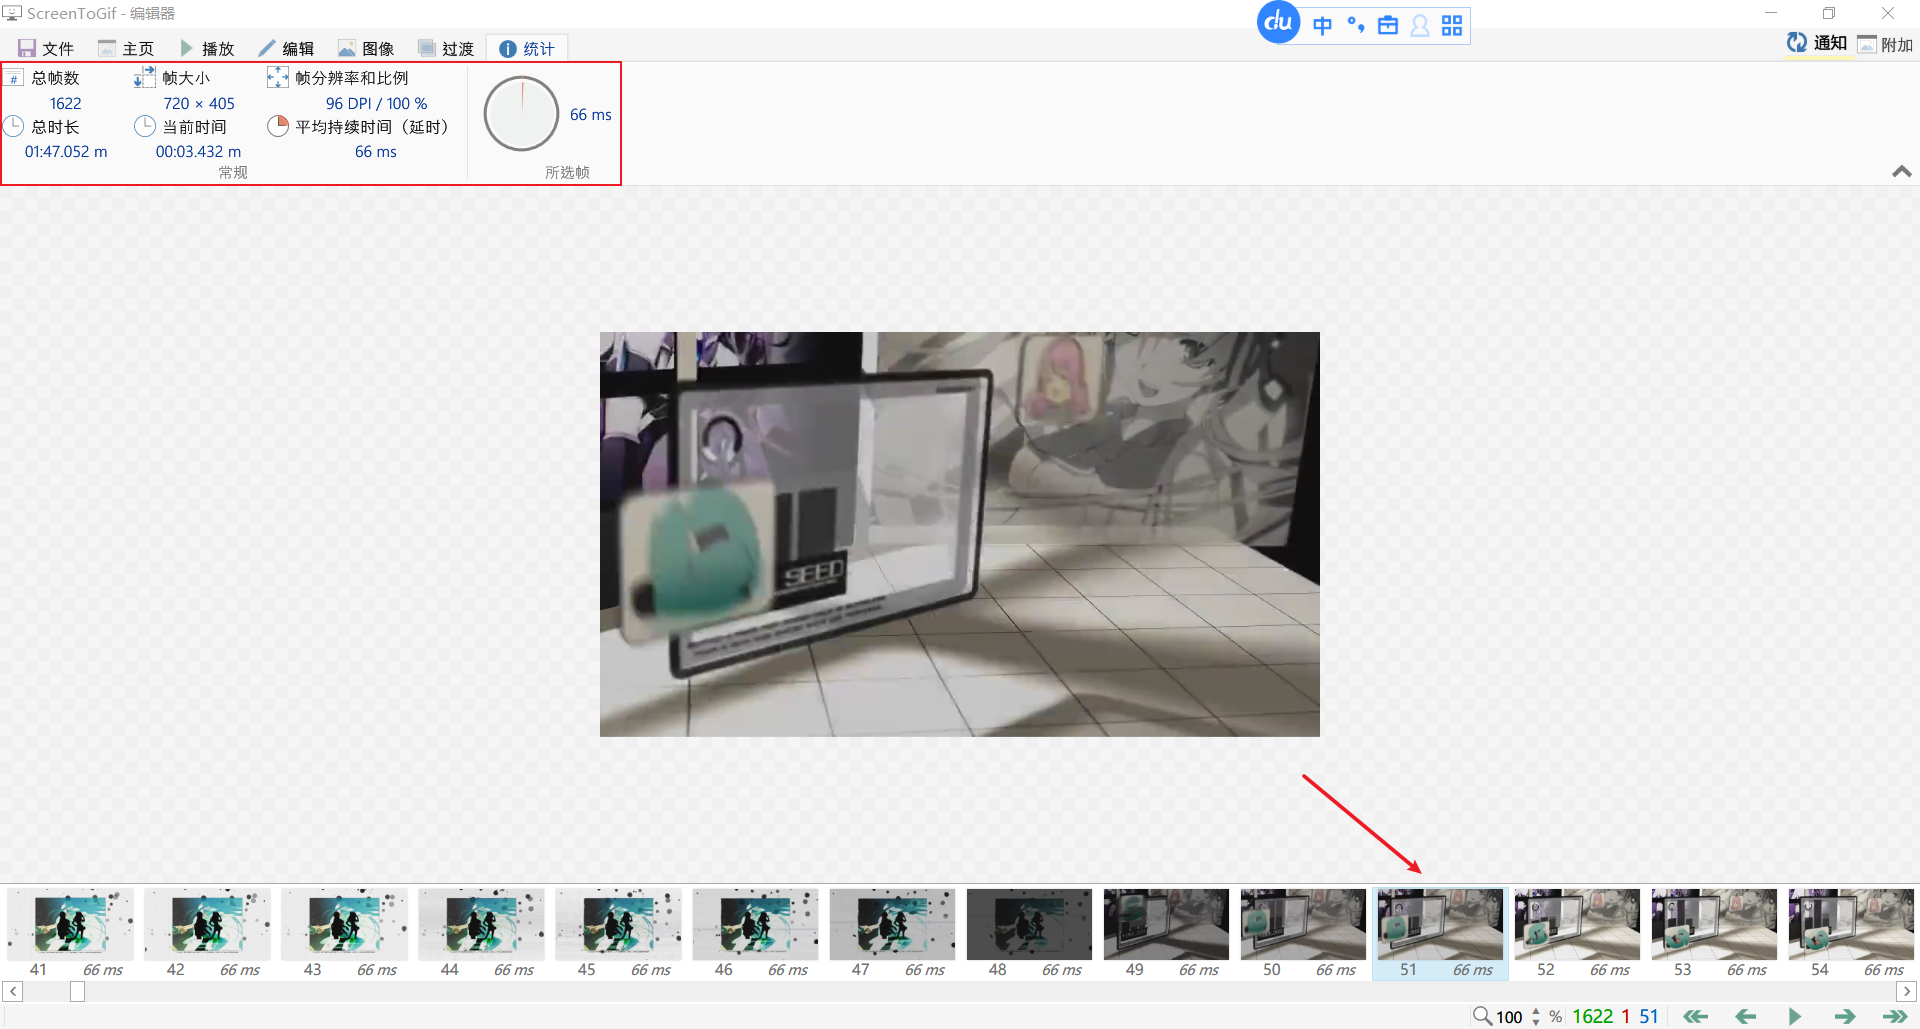 ScreenToGif - 编辑器
du 中
文件 主页 播放 编辑 图像 过渡 统计 通知 附加
总帧数 帧大小 帧分辨率和比例
1622 720 × 405 96 DPI / 100 %
总时长 当前时间 平均持续时间（延时）
01:47.052 m 00:03.432 m 66 ms
66 ms
常规 所选帧
SEED
41 66 ms 42 66 ms 43 66 ms 44 66 ms 45 66 ms 46 66 ms 47 66 ms 48 66 ms 49 66 ms 50 66 ms 51 66 ms 52 66 ms 53 66 ms 54 66 ms
100 % 1622 1 51